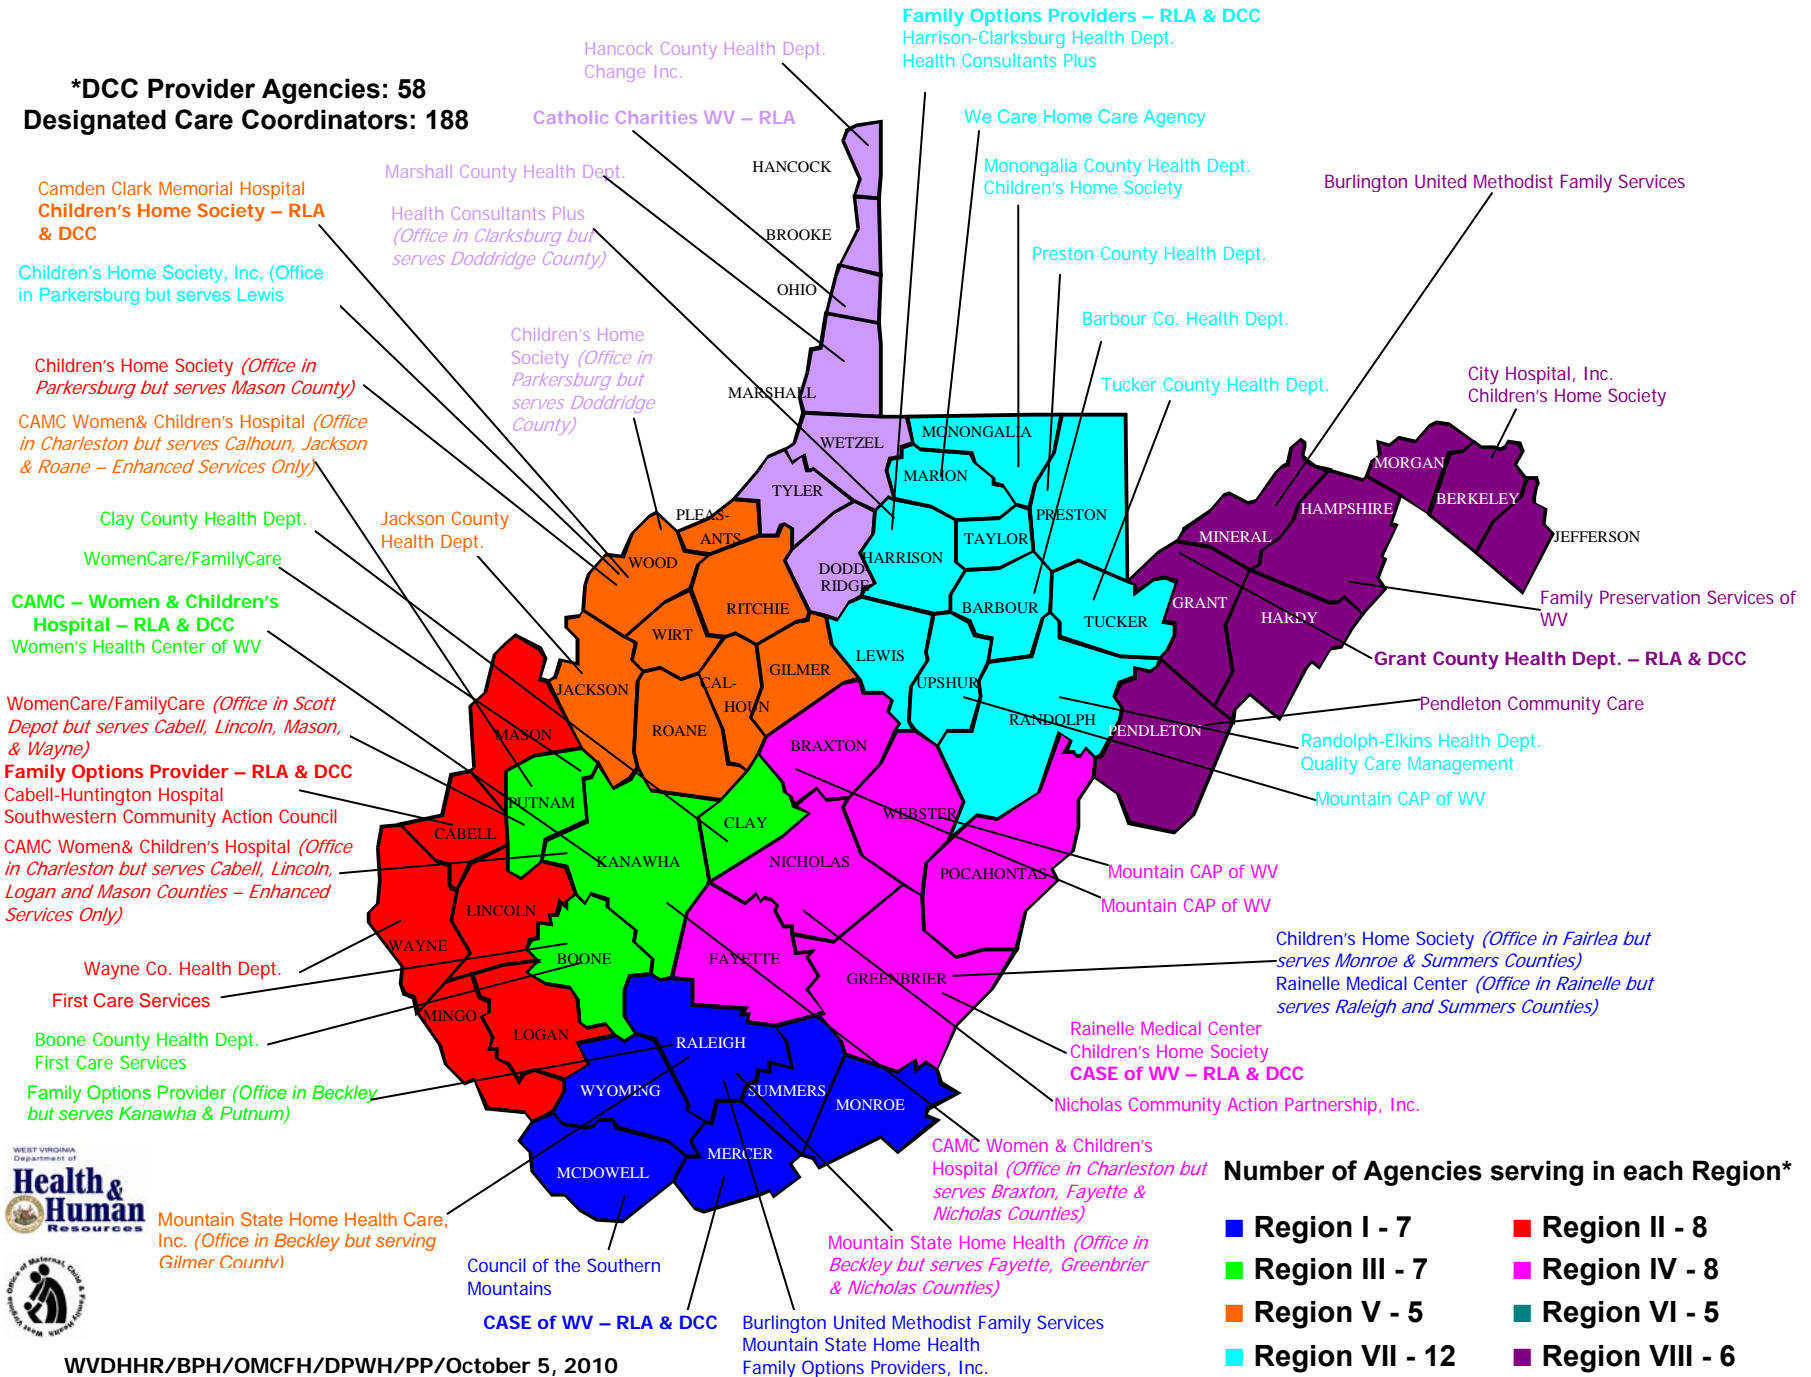 Family Options Providers – RLA & DCC
Harrison-Clarksburg Health Dept.
Health Consultants Plus
Hancock County Health Dept.
Change Inc.
*DCC Provider Agencies: 58
Designated Care Coordinators: 188
Catholic Charities WV – RLA
We Care Home Care Agency
Marshall County Health Dept.
Monongalia County Health Dept.
Children's Home Society
Burlington United Methodist Family Services
Camden Clark Memorial Hospital
Children's Home Society – RLA
& DCC
Health Consultants Plus
(Office in Clarksburg but
serves Doddridge County)
Preston County Health Dept.
Children's Home Society, Inc, (Office
in Parkersburg but serves Lewis
Barbour Co. Health Dept.
Children's Home
Society (Office in
Parkersburg but
serves Doddridge
County)
Children's Home Society (Office in
Parkersburg but serves Mason County)
Tucker County Health Dept.
City Hospital, Inc.
Children's Home Society
CAMC Women& Children's Hospital (Office
in Charleston but serves Calhoun, Jackson
& Roane – Enhanced Services Only)
Clay County Health Dept.
Jackson County
Health Dept.
WomenCare/FamilyCare
CAMC – Women & Children's
Hospital – RLA & DCC
Women's Health Center of WV
Family Preservation Services of
WV
Grant County Health Dept. – RLA & DCC
Pendleton Community Care
WomenCare/FamilyCare (Office in Scott
Depot but serves Cabell, Lincoln, Mason,
& Wayne)
Randolph-Elkins Health Dept.
Quality Care Management
Family Options Provider – RLA & DCC
Cabell-Huntington Hospital
Southwestern Community Action Council
Mountain CAP of WV
CAMC Women& Children's Hospital (Office
in Charleston but serves Cabell, Lincoln,
Logan and Mason Counties – Enhanced
Services Only)
Mountain CAP of WV
Mountain CAP of WV
Children's Home Society (Office in Fairlea but
serves Monroe & Summers Counties)
Rainelle Medical Center (Office in Rainelle but
serves Raleigh and Summers Counties)
Wayne Co. Health Dept.
First Care Services
Boone County Health Dept.
First Care Services
Rainelle Medical Center
Children's Home Society
CASE of WV – RLA & DCC
Family Options Provider (Office in Beckley
but serves Kanawha & Putnum)
Nicholas Community Action Partnership, Inc.
CAMC Women & Children's
Hospital (Office in Charleston but
serves Braxton, Fayette &
Nicholas Counties)
Mountain State Home Health Care,
Inc. (Office in Beckley but serving
Gilmer County)
Mountain State Home Health (Office in
Beckley but serves Fayette, Greenbrier
& Nicholas Counties)
Council of the Southern
Mountains
CASE of WV – RLA & DCC
Burlington United Methodist Family Services
Mountain State Home Health
Family Options Providers, Inc.
HANCOCK
BROOKE
OHIO
MARSHALL
WETZEL
MONONGALIA
MARION
TYLER
PLEAS-
ANTS
PRESTON
TAYLOR
HARRISON
WOOD
DODD-
RIDGE
MORGAN
BERKELEY
HAMPSHIRE
MINERAL
JEFFERSON
RITCHIE
BARBOUR
TUCKER
GRANT
HARDY
WIRT
LEWIS
GILMER
UPSHUR
JACKSON
CAL-
HOUN
RANDOLPH
ROANE
PENDLETON
MASON
BRAXTON
PUTNAM
WEBSTER
CLAY
CABELL
KANAWHA
NICHOLAS
POCAHONTAS
LINCOLN
WAYNE
BOONE
FAYETTE
GREENBRIER
MINGO
LOGAN
RALEIGH
WYOMING
SUMMERS
MONROE
MERCER
MCDOWELL
Number of Agencies serving in each Region*
Region I - 7
Region II - 8
Region III - 7
Region IV - 8
Region V - 5
Region VI - 5
Region VII - 12
Region VIII - 6
WEST VIRGINIA
Department of
Health &
Human
Resources
West Virginia Office of Maternal, Child & Family Health
WVDHHR/BPH/OMCFH/DPWH/PP/October 5, 2010